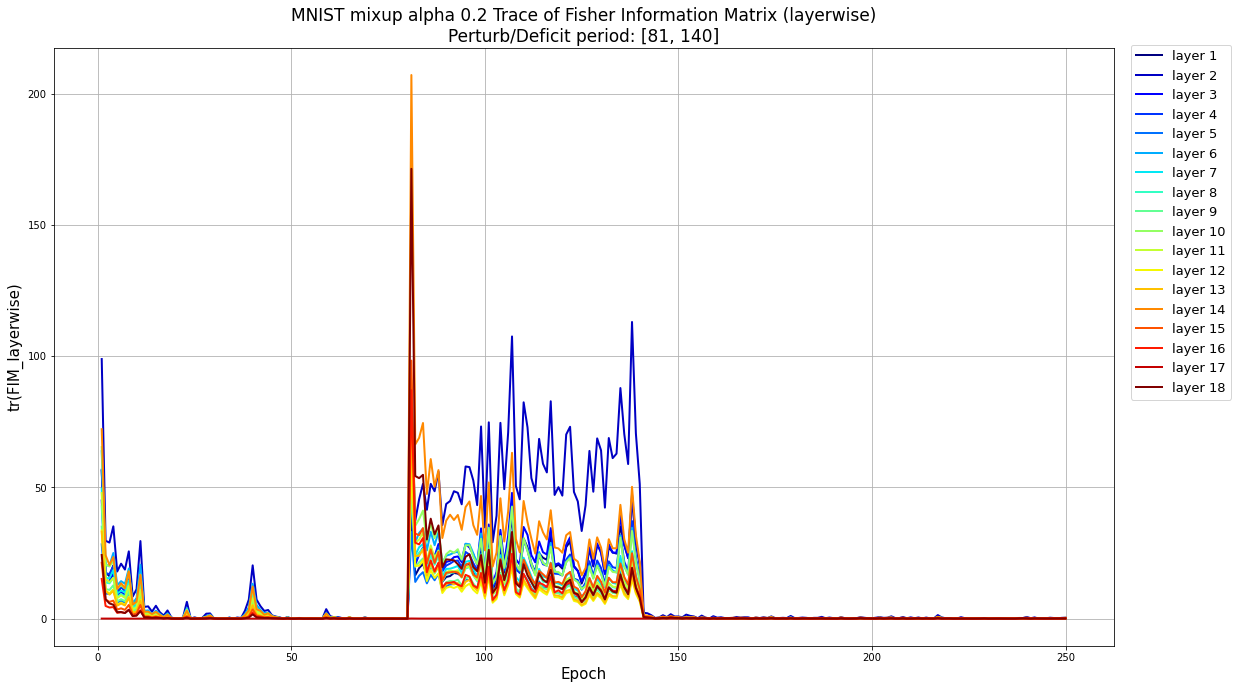 MNIST mixup alpha 0.2 Trace of Fisher Information Matrix (layerwise)
Perturb/Deficit period: [81, 140]
tr(FIM_layerwise)
200
150
100
50
0
0
50
100
150
200
250
Epoch
layer 1
layer 2
layer 3
layer 4
layer 5
layer 6
layer 7
layer 8
layer 9
layer 10
layer 11
layer 12
layer 13
layer 14
layer 15
layer 16
layer 17
layer 18